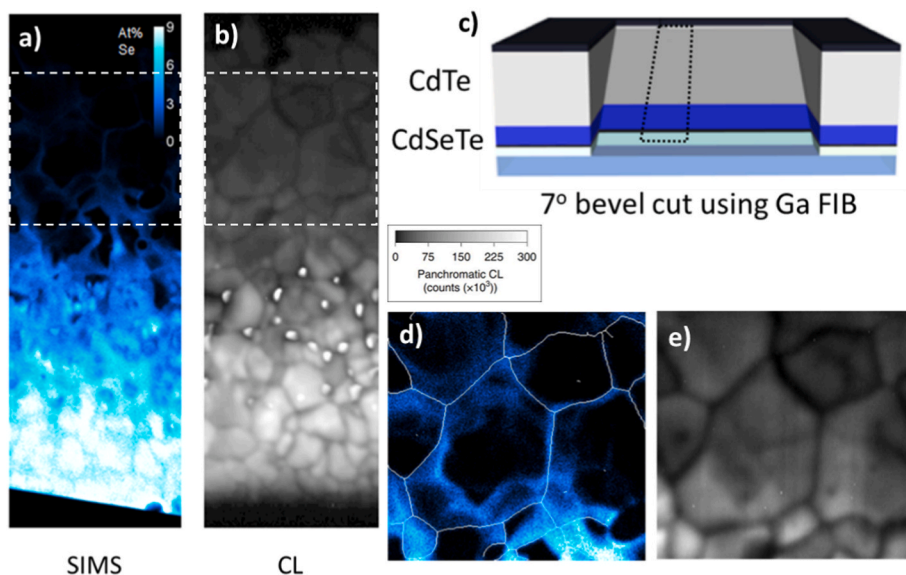 a)
At%
Se
9
6
3
0
SIMS
b)
CL
c)
CdTe
CdSeTe
7° bevel cut using Ga FIB
0 75 150 225 300
Panchromatic CL
(counts (×10³))
d)
e)